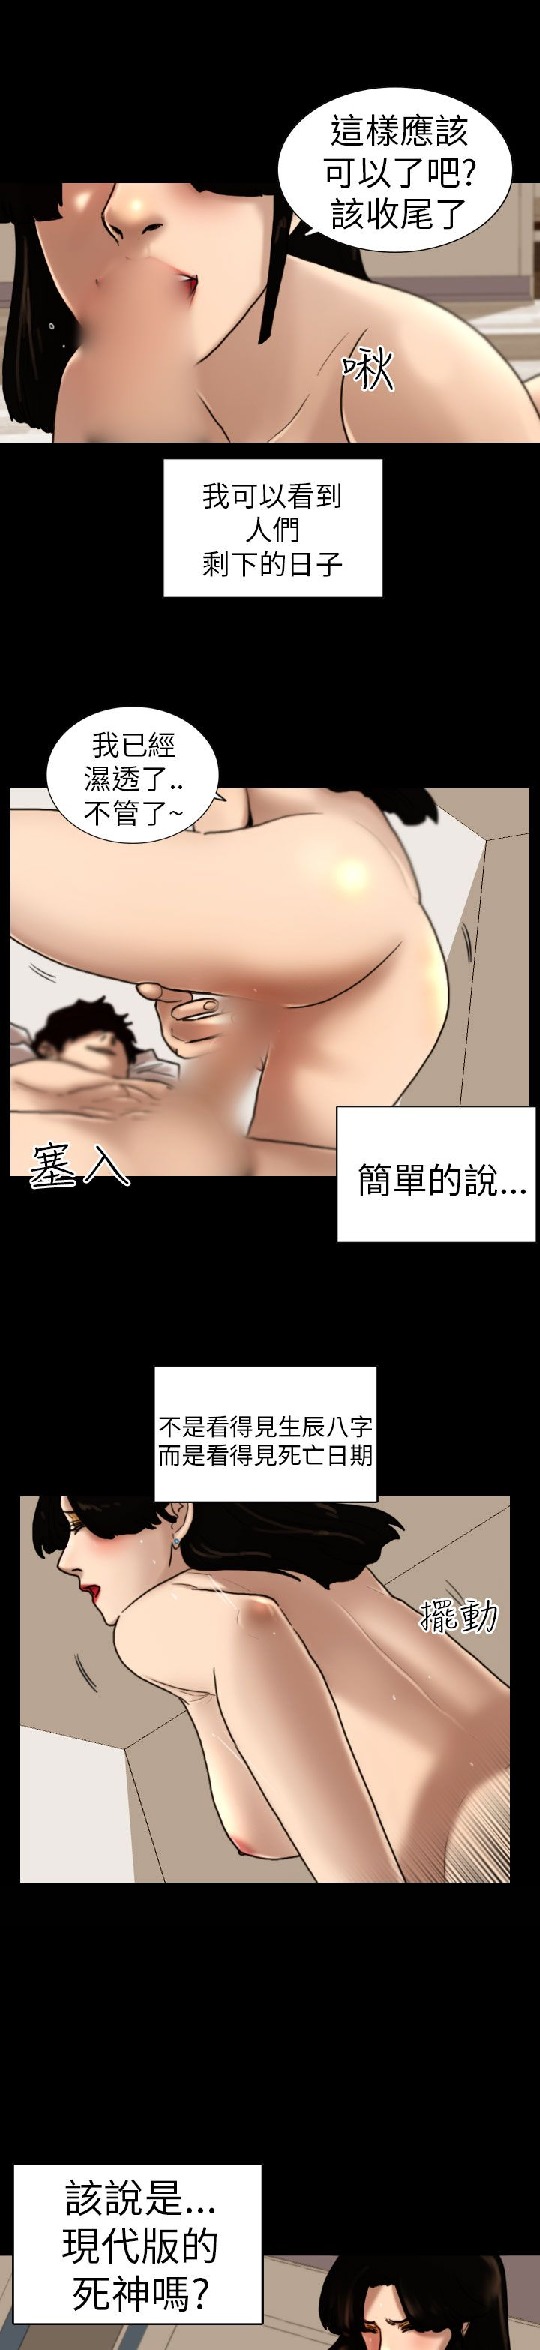 這樣應該
可以了吧?
該收尾了
啾
我可以看到
人們
剩下的日子
我已經
濕透了..
不管了~
塞入
簡單的說...
不是看得見生辰八字
而是看得見死亡日期
擺動
該說是...
現代版的
死神嗎?